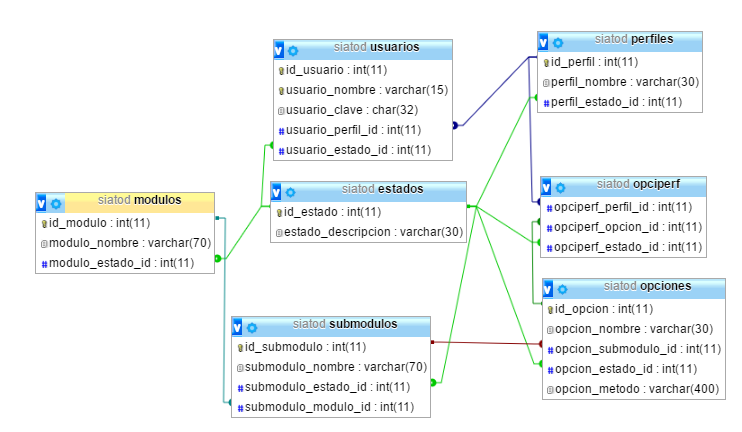 siatod usuarios
id_usuario : int(11)
usuario_nombre : varchar(15)
usuario_clave : char(32)
usuario_perfil_id : int(11)
usuario_estado_id : int(11)
siatod perfiles
id_perfil : int(11)
perfil_nombre : varchar(30)
perfil_estado_id : int(11)
siatod modulos
id_modulo : int(11)
modulo_nombre : varchar(70)
modulo_estado_id : int(11)
siatod estados
id_estado : int(11)
estado_descripcion : varchar(30)
siatod opciperf
opciperf_perfil_id : int(11)
opciperf_opcion_id : int(11)
opciperf_estado_id : int(11)
siatod submodulos
id_submodulo : int(11)
submodulo_nombre : varchar(70)
submodulo_estado_id : int(11)
submodulo_modulo_id : int(11)
siatod opciones
id_opcion : int(11)
opcion_nombre : varchar(30)
opcion_submodulo_id : int(11)
opcion_estado_id : int(11)
opcion_metodo : varchar(400)